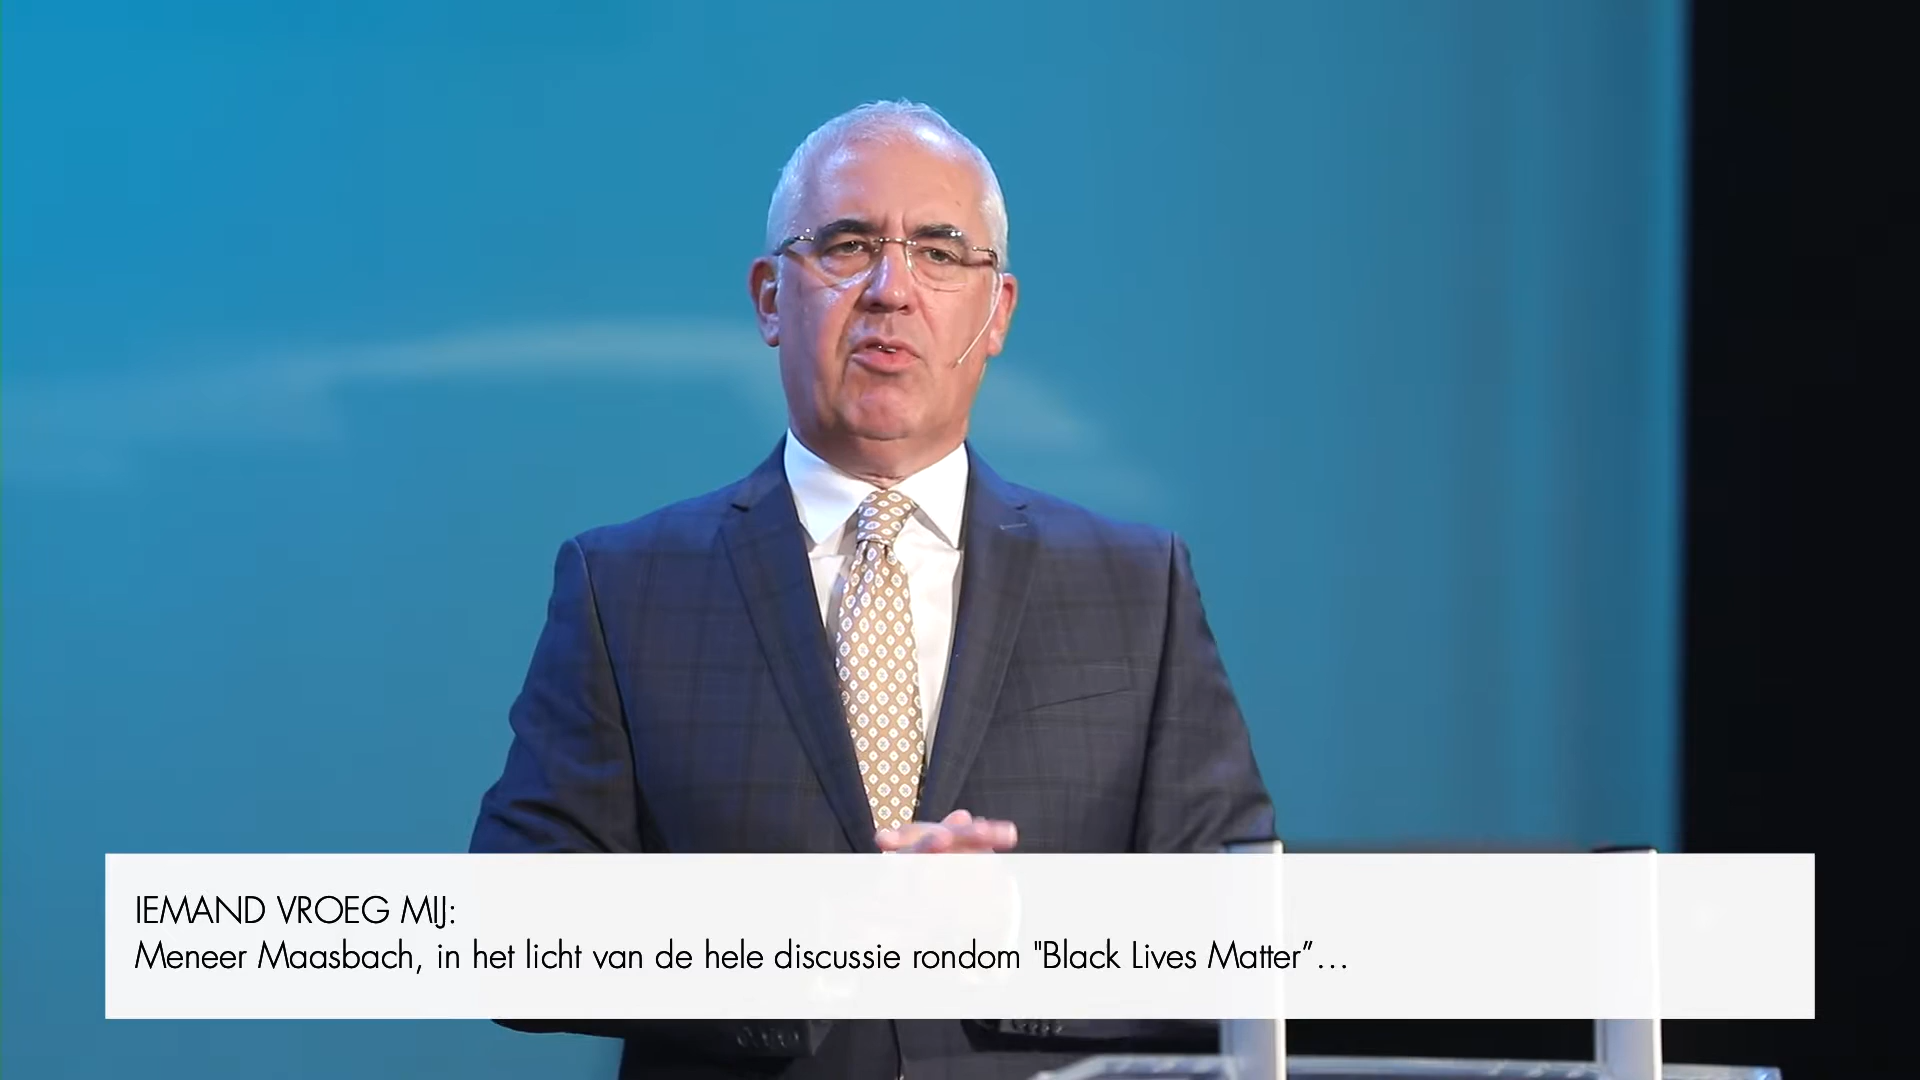 IEMAND VROEG MIJ:
Meneer Maasbach, in het licht van de hele discussie rondom "Black Lives Matter”...